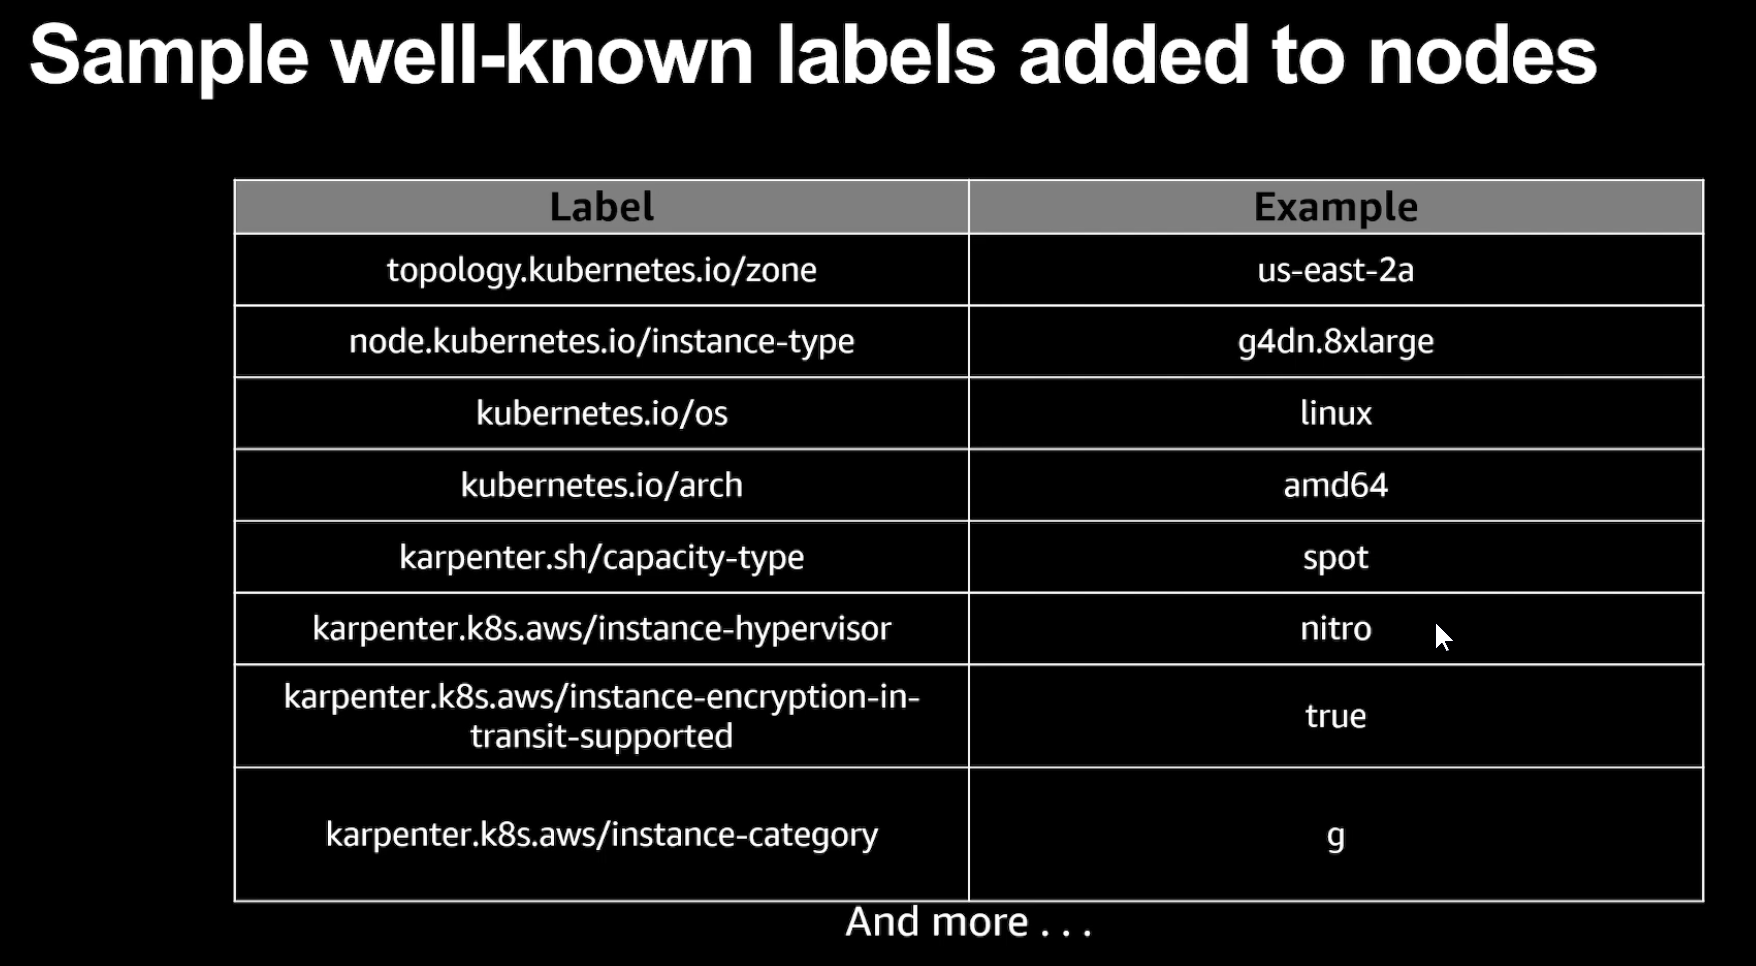 Sample well-known labels added to nodes
Label Example
topology.kubernetes.io/zone us-east-2a
node.kubernetes.io/instance-type g4dn.8xlarge
kubernetes.io/os linux
kubernetes.io/arch amd64
karpenter.sh/capacity-type spot
karpenter.k8s.aws/instance-hypervisor nitro
karpenter.k8s.aws/instance-encryption-in-
transit-supported true
karpenter.k8s.aws/instance-category g
And more . . .